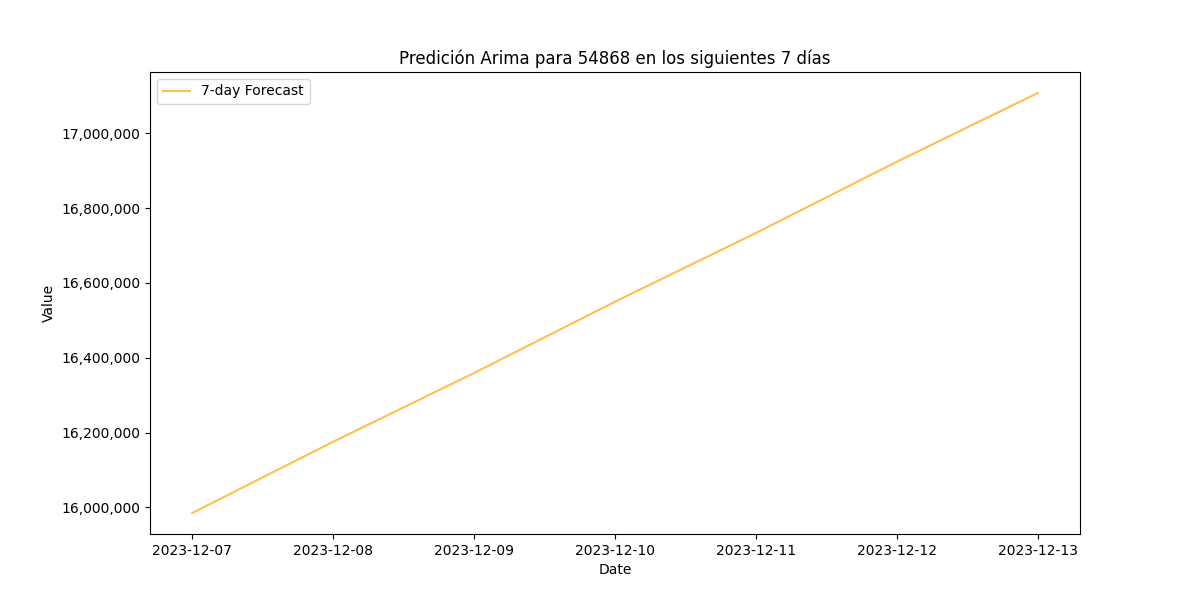 Predición Arima para 54868 en los siguientes 7 días
7-day Forecast
17,000,000
16,800,000
16,600,000
16,400,000
16,200,000
16,000,000
Value
2023-12-07 2023-12-08 2023-12-09 2023-12-10 2023-12-11 2023-12-12 2023-12-13
Date